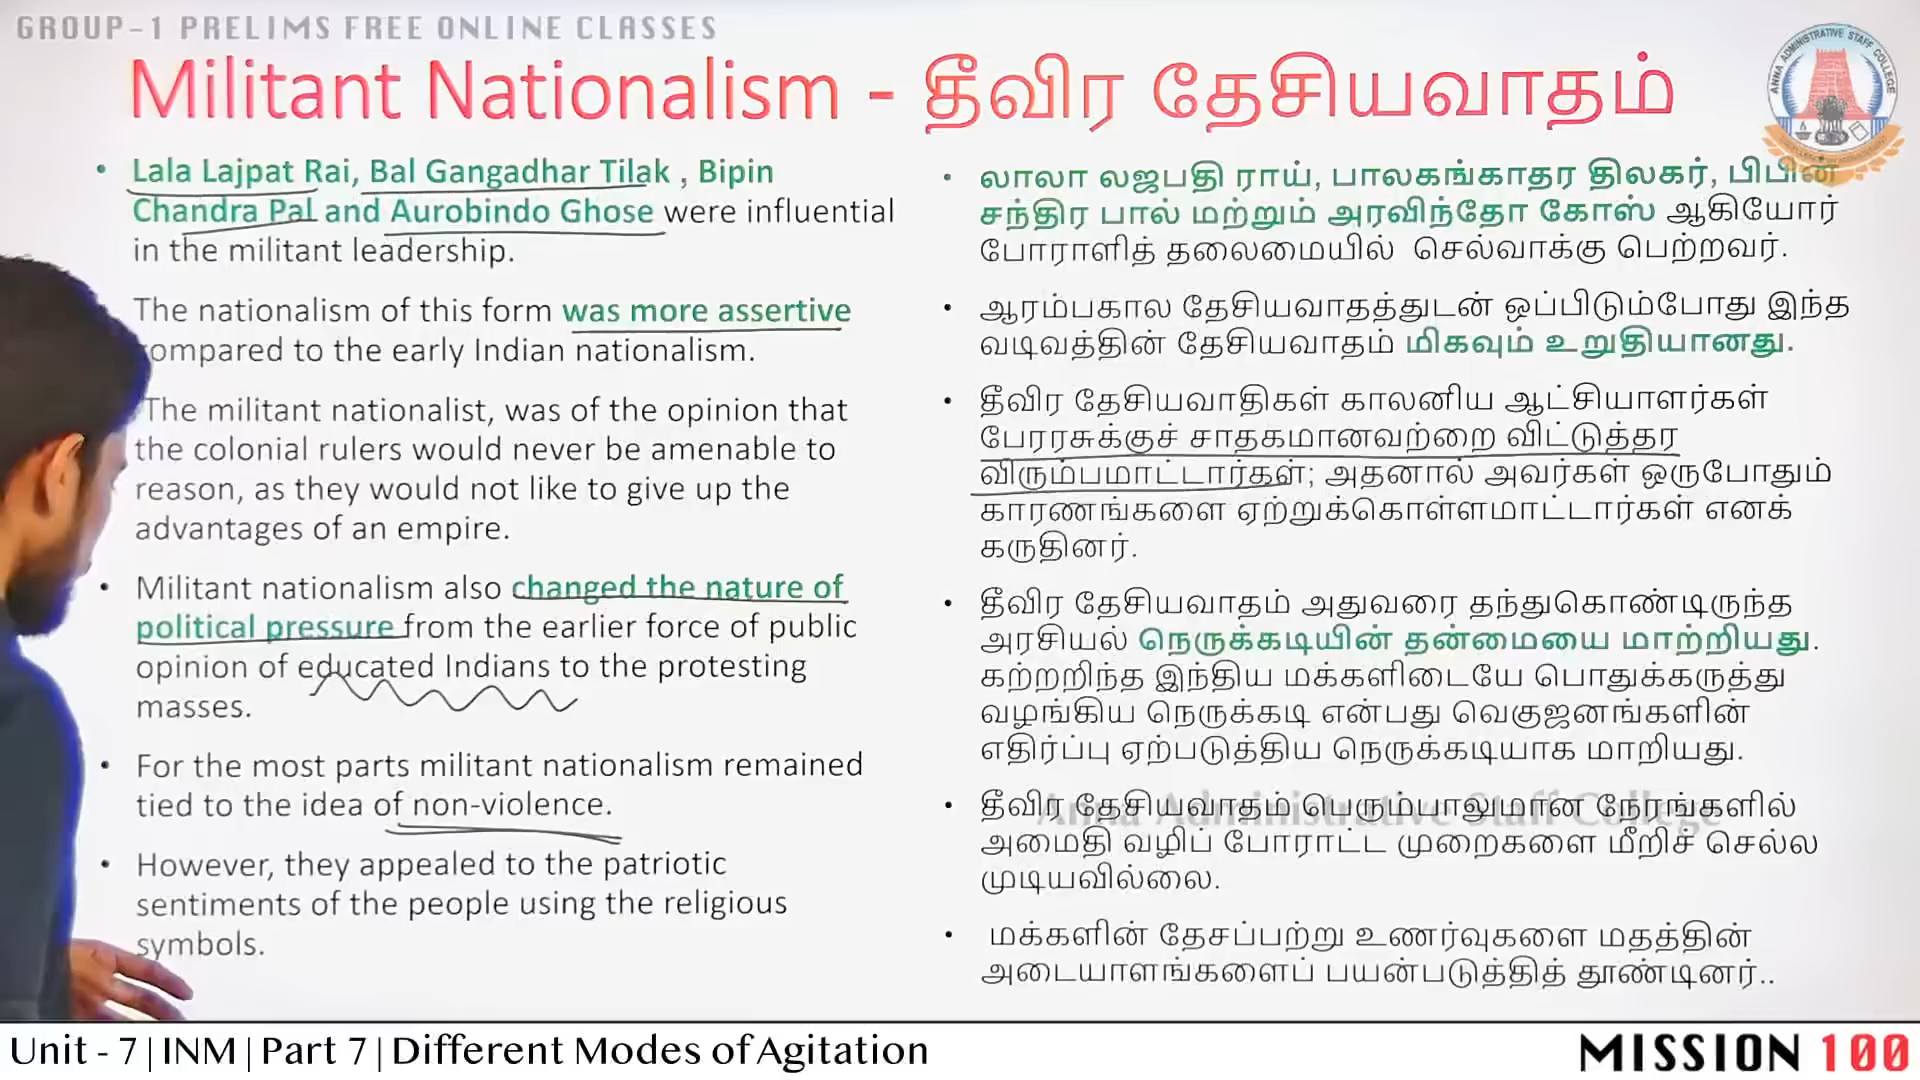 GROUP-1 PRELIMS FREE ONLINE CLASSES
Militant Nationalism - தீவிர தேசியவாதம்
ANNA ADMINISTRATIVE STAFF COLLEGE
• Lala Lajpat Rai, Bal Gangadhar Tilak , Bipin
Chandra Pal and Aurobindo Ghose were influential
in the militant leadership.
The nationalism of this form was more assertive
compared to the early Indian nationalism.
The militant nationalist, was of the opinion that
the colonial rulers would never be amenable to
reason, as they would not like to give up the
advantages of an empire.
• Militant nationalism also changed the nature of
political pressure from the earlier force of public
opinion of educated Indians to the protesting
masses.
• For the most parts militant nationalism remained
tied to the idea of non-violence.
• However, they appealed to the patriotic
sentiments of the people using the religious
symbols.
• லாலா லஜபதி ராய், பாலகங்காதர திலகர், பிபின்
சந்திர பால் மற்றும் அரவிந்தோ கோஸ் ஆகியோர்
போராளித் தலைமையில் செல்வாக்கு பெற்றவர்.
• ஆரம்பகால தேசியவாதத்துடன் ஒப்பிடும்போது இந்த
வடிவத்தின் தேசியவாதம் மிகவும் உறுதியானது.
• தீவிர தேசியவாதிகள் காலனிய ஆட்சியாளர்கள்
பேரரசுக்குச் சாதகமானவற்றை விட்டுத்தர
விரும்பமாட்டார்கள்; அதனால் அவர்கள் ஒருபோதும்
காரணங்களை ஏற்றுக்கொள்ளமாட்டார்கள் எனக்
கருதினர்.
• தீவிர தேசியவாதம் அதுவரை தந்துகொண்டிருந்த
அரசியல் நெருக்கடியின் தன்மையை மாற்றியது.
கற்றறிந்த இந்திய மக்களிடையே பொதுக்கருத்து
வழங்கிய நெருக்கடி என்பது வெகுஜனங்களின்
எதிர்ப்பு ஏற்படுத்திய நெருக்கடியாக மாறியது.
• தீவிர தேசியவாதம் பெரும்பாலுமான நேரங்களில்
Anna Administrative Staff College
அமைதி வழிப் போராட்ட முறைகளை மீறிச் செல்ல
முடியவில்லை.
• மக்களின் தேசப்பற்று உணர்வுகளை மதத்தின்
அடையாளங்களைப் பயன்படுத்தித் தூண்டினர்..
Unit - 7|INM|Part 7|Different Modes of Agitation
MISSION 100